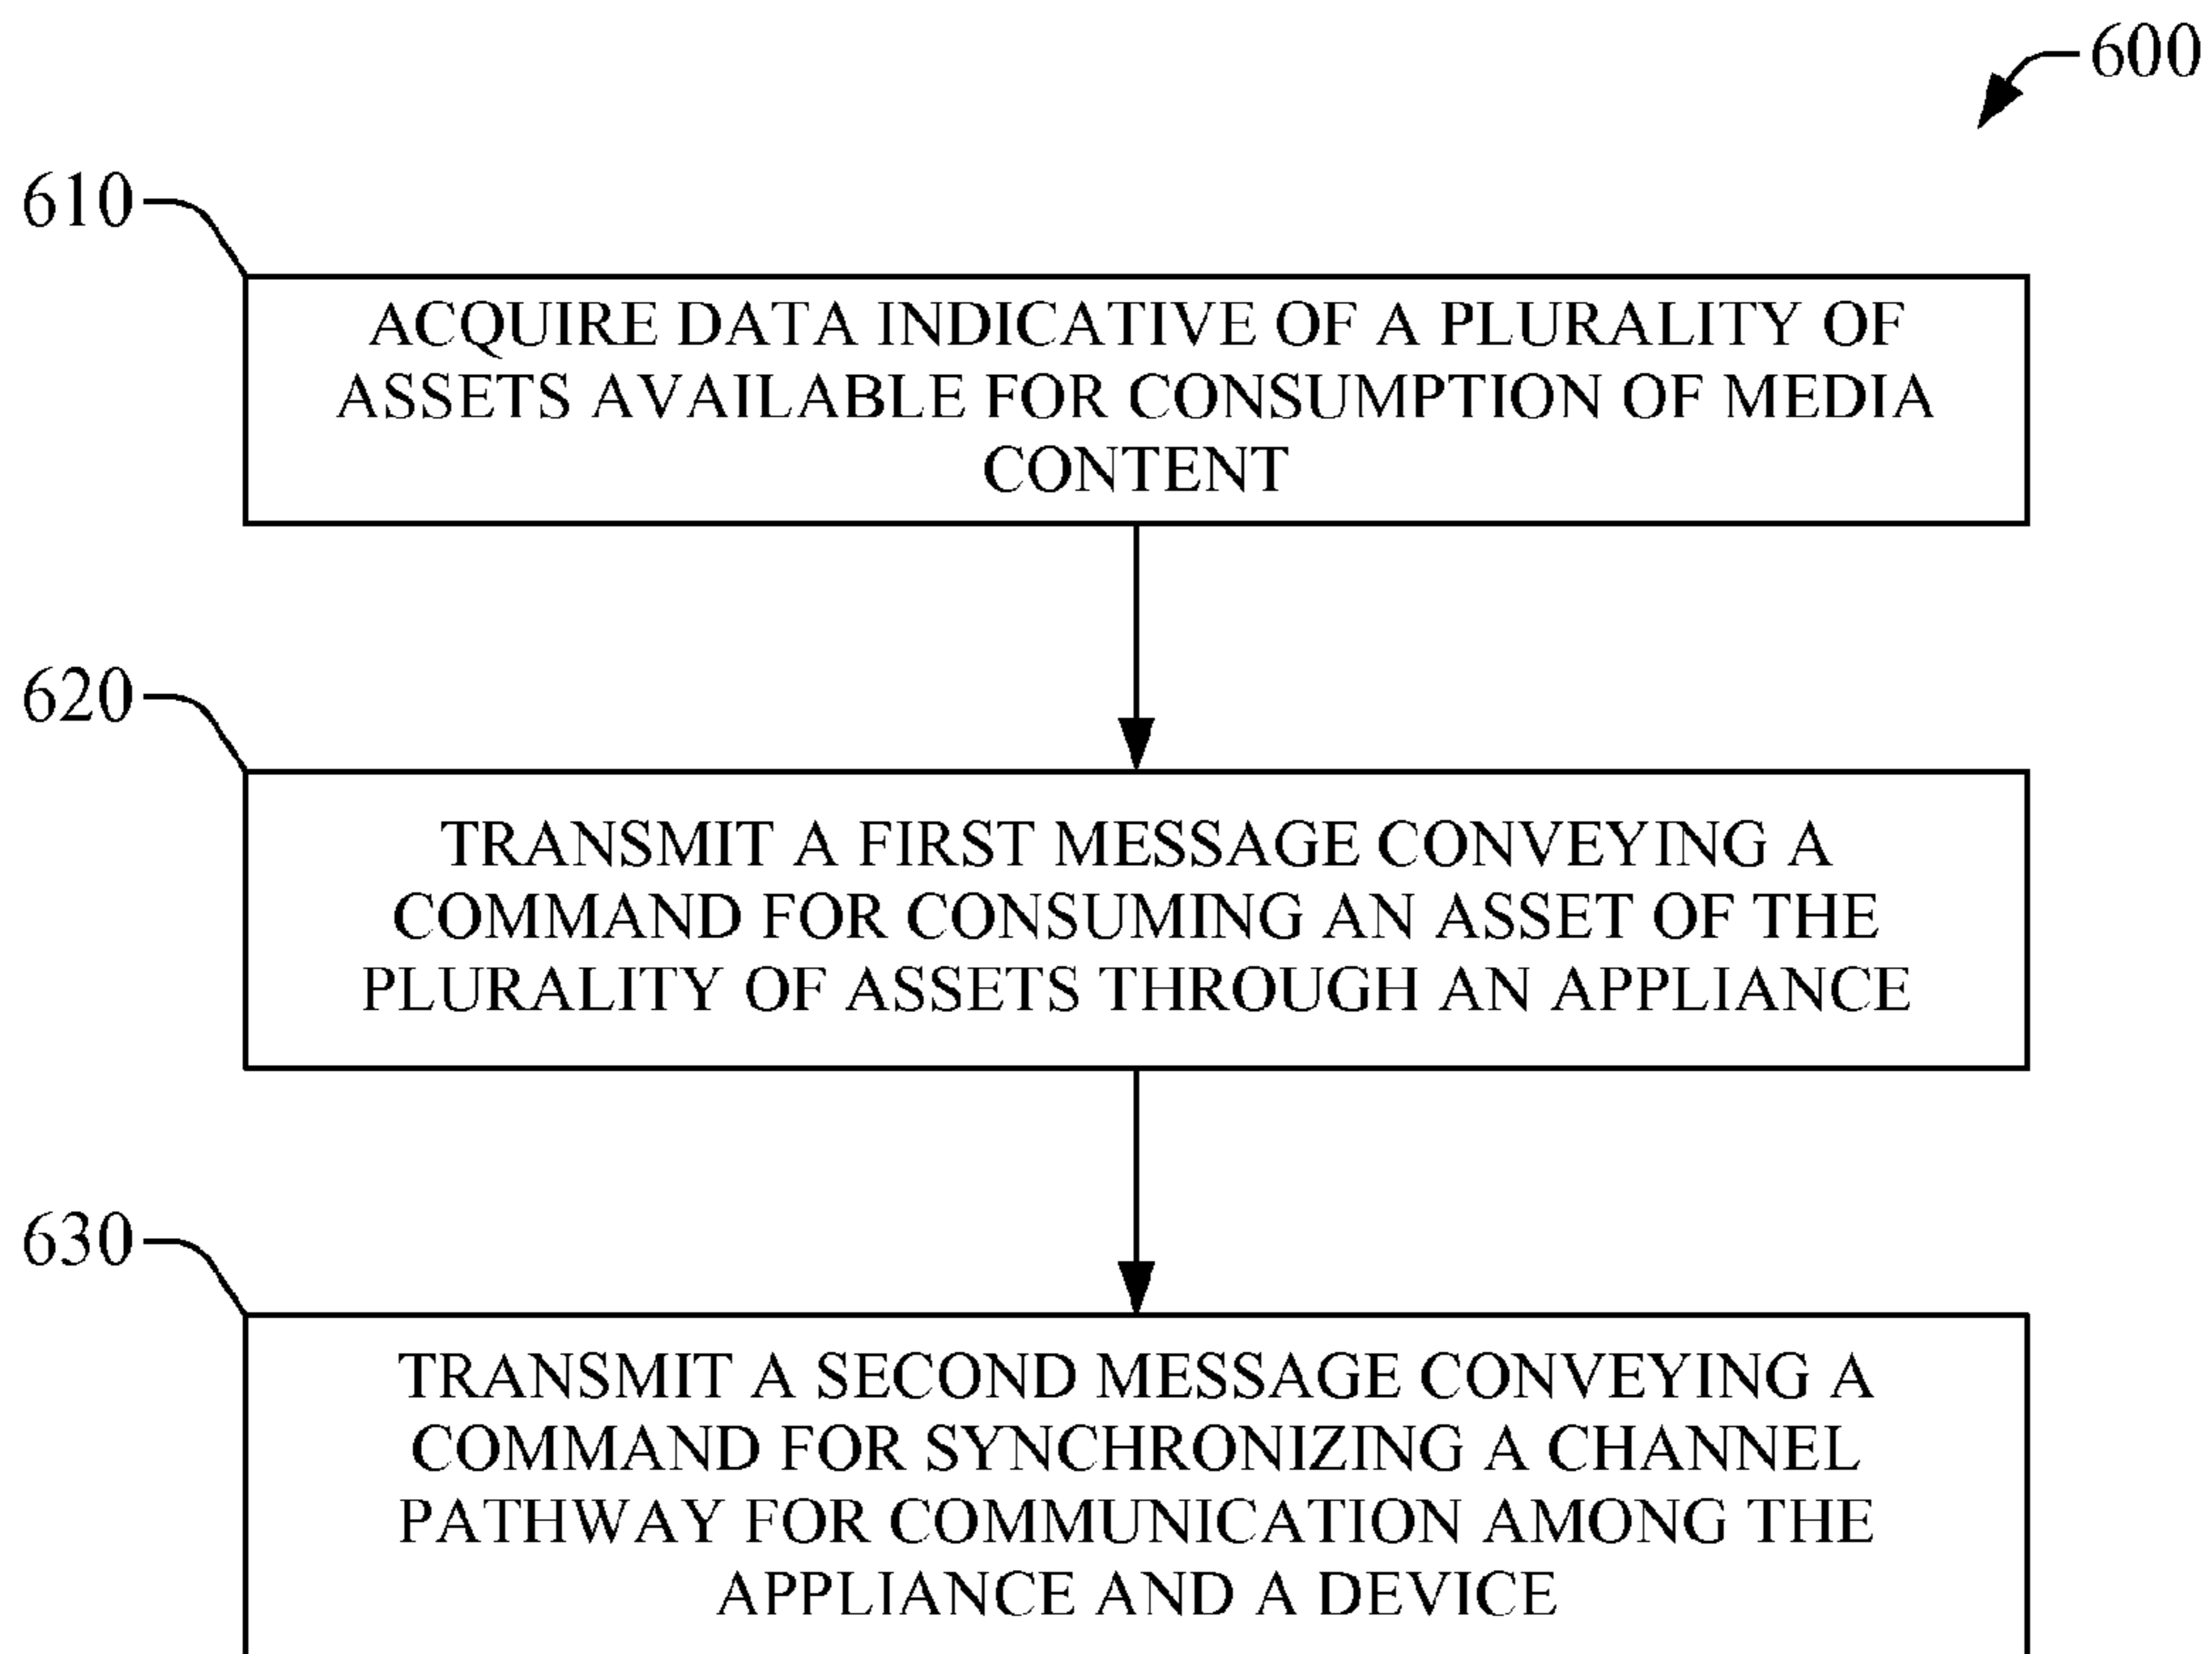 600
610
ACQUIRE DATA INDICATIVE OF A PLURALITY OF
ASSETS AVAILABLE FOR CONSUMPTION OF MEDIA
CONTENT
620
TRANSMIT A FIRST MESSAGE CONVEYING A
COMMAND FOR CONSUMING AN ASSET OF THE
PLURALITY OF ASSETS THROUGH AN APPLIANCE
630
TRANSMIT A SECOND MESSAGE CONVEYING A
COMMAND FOR SYNCHRONIZING A CHANNEL
PATHWAY FOR COMMUNICATION AMONG THE
APPLIANCE AND A DEVICE